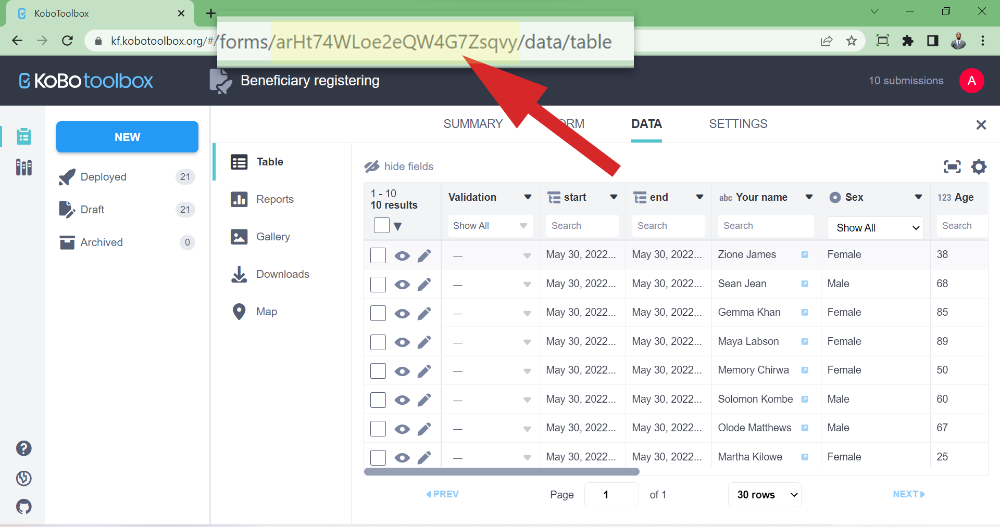 KoboToolbox
kf.kobotoolbox.org/#/forms/arHt74WLoe2eQW4G7Zsqvy/data/table
KoBo toolbox
Beneficiary registering
10 submissions
A
SUMMARY
ORM
DATA
SETTINGS
NEW
Deployed 21
Draft 21
Archived 0
Table
Reports
Gallery
Downloads
Map
hide fields
1 - 10
10 results
Validation
start
end
abc Your name
Sex
123 Age
Show All
Search
Search
Search
Show All
Search
— May 30, 2022... May 30, 2022... Zione James Female 38
— May 30, 2022... May 30, 2022... Sean Jean Male 68
— May 30, 2022... May 30, 2022... Gemma Khan Female 85
— May 30, 2022... May 30, 2022... Maya Labson Female 89
— May 30, 2022... May 30, 2022... Memory Chirwa Female 50
— May 30, 2022... May 30, 2022... Solomon Kombe Male 60
— May 30, 2022... May 30, 2022... Olode Matthews Male 67
— May 30, 2022... May 30, 2022... Martha Kilowe Female 25
PREV
Page 1 of 1
30 rows
NEXT